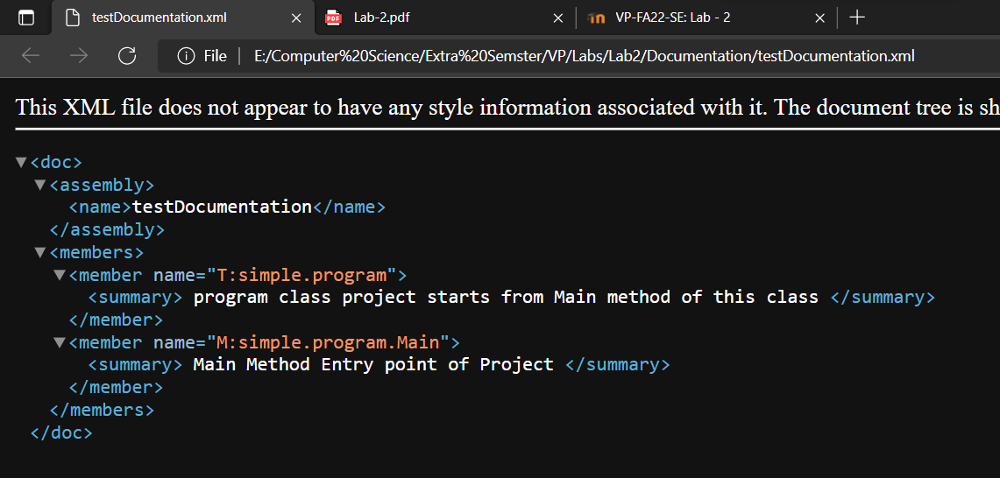 testDocumentation.xml
Lab-2.pdf
VP-FA22-SE: Lab - 2
File
E:/Computer%20Science/Extra%20Semster/VP/Labs/Lab2/Documentation/testDocumentation.xml
This XML file does not appear to have any style information associated with it. The document tree is sh
<doc>
<assembly>
<name>testDocumentation</name>
</assembly>
<members>
<member name="T:simple.program">
<summary> program class project starts from Main method of this class </summary>
</member>
<member name="M:simple.program.Main">
<summary> Main Method Entry point of Project </summary>
</member>
</members>
</doc>